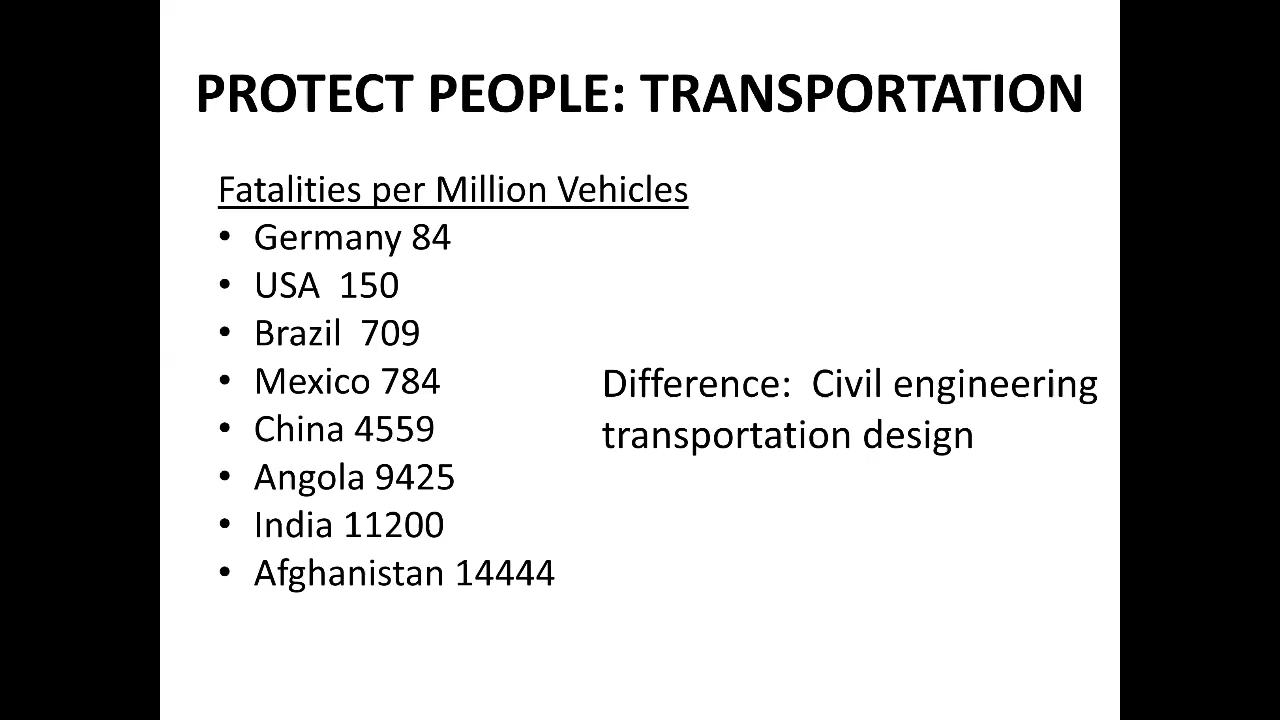 PROTECT PEOPLE: TRANSPORTATION
Fatalities per Million Vehicles
• Germany 84
• USA  150
• Brazil  709
• Mexico 784
• China 4559
• Angola 9425
• India 11200
• Afghanistan 14444
Difference:  Civil engineering
transportation design